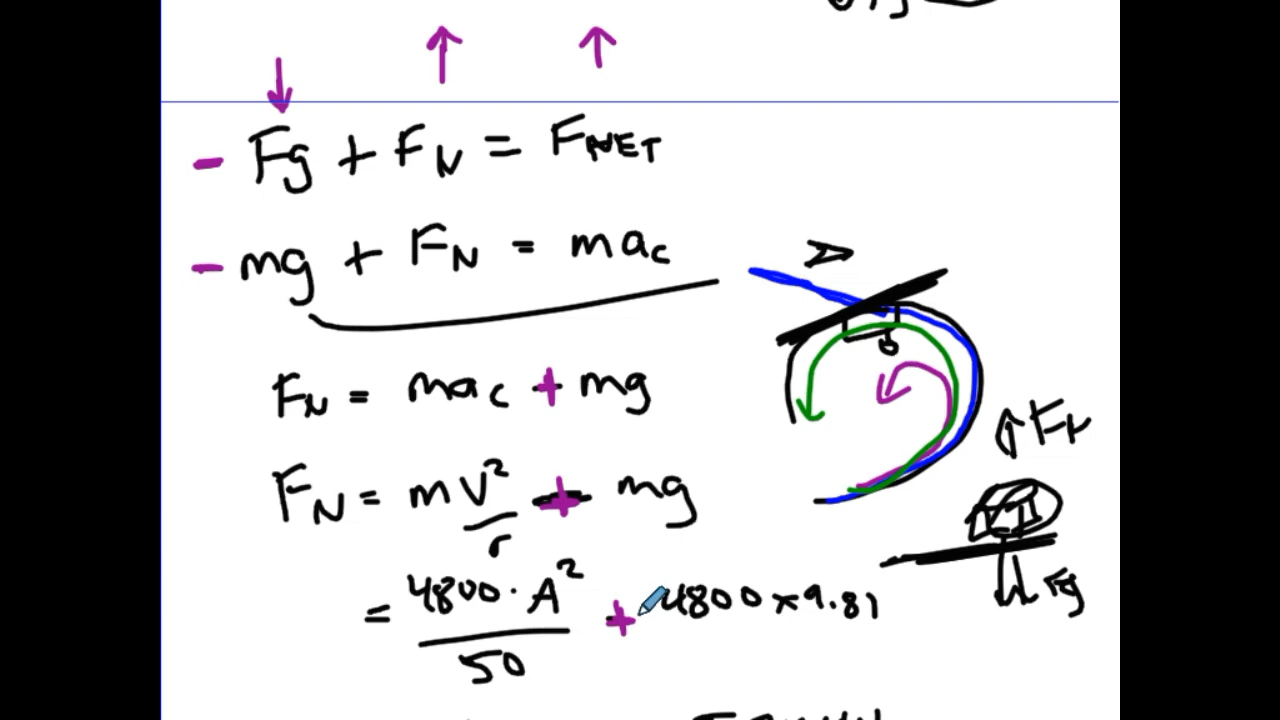 - Fg + FN = FNET
- mg + FN = mac
FN = mac + mg
FN = mv²/r + mg
= 4800 · A²/50 + 4800 × 9.81
FN
Fg